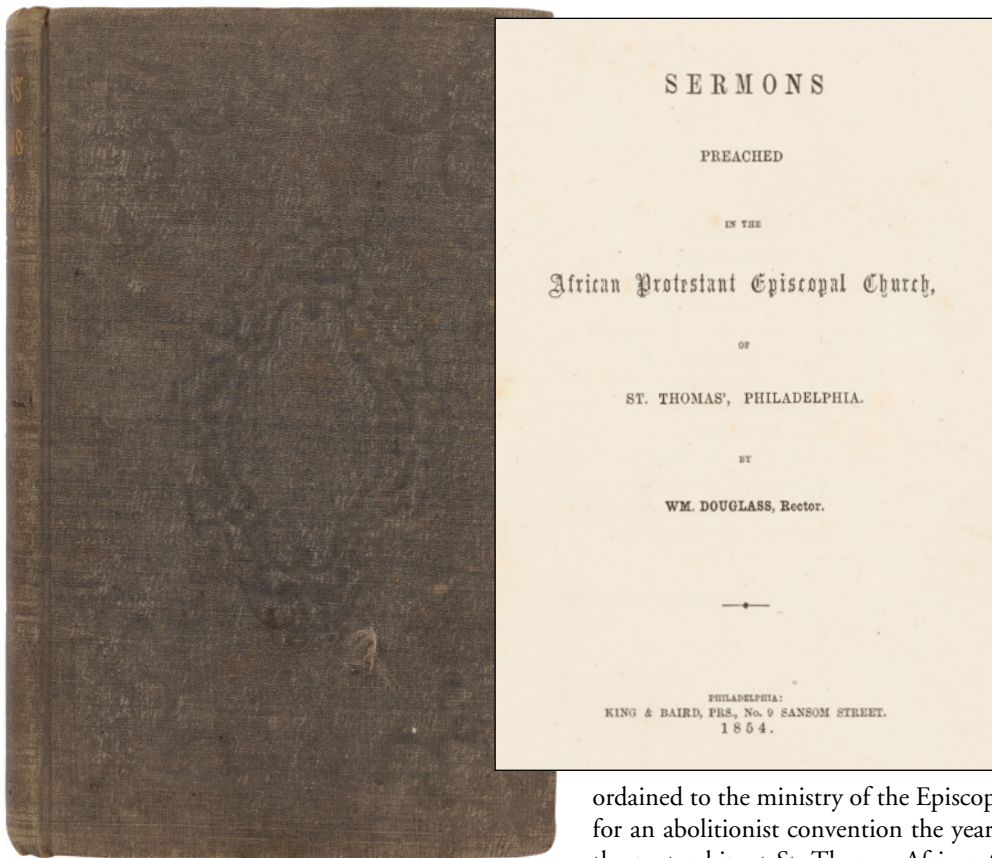 SERMONS
PREACHED
IN THE
African Protestant Episcopal Church,
OF
ST. THOMAS', PHILADELPHIA.
BY
WM. DOUGLASS, Rector.
PHILADELPHIA:
KING & BAIRD, PRS., No. 9 SANSOM STREET.
1854.
ordained to the ministry of the
for an abolitionist convention the year